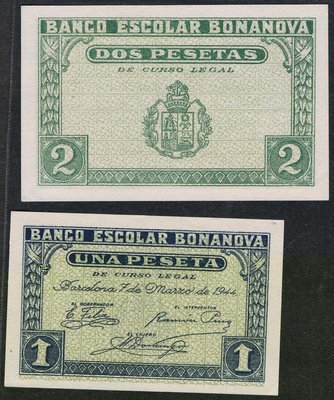 BANCO ESCOLAR BONANOVA
DOS PESETAS
DE CURSO LEGAL
2 2
BANCO ESCOLAR BONANOVA
UNA PESETA
DE CURSO LEGAL
Barcelona 7 de Marzo de 1944
EL GOBERNADOR EL INTERVENTOR
Ramón
EL CAJERO
1 1